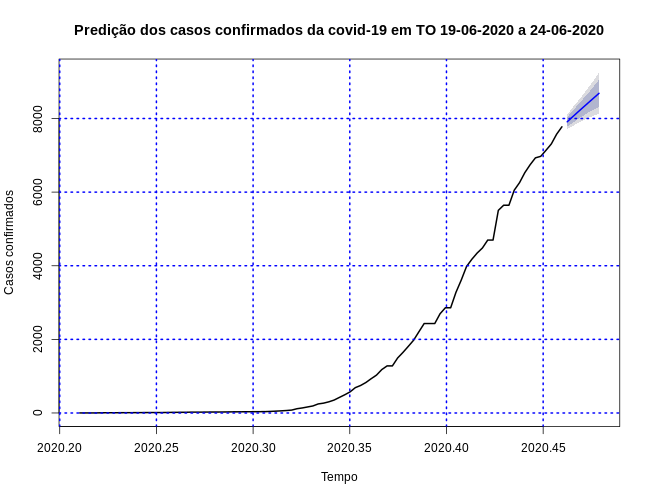 Predição dos casos confirmados da covid-19 em TO 19-06-2020 a 24-06-2020
Casos confirmados
8000
6000
4000
2000
0
2020.20 2020.25 2020.30 2020.35 2020.40 2020.45
Tempo